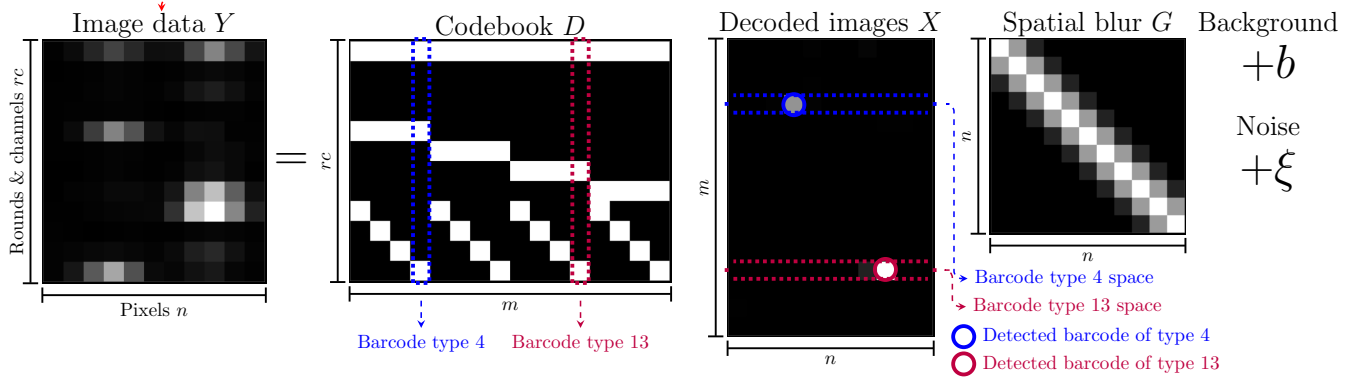 Image data Y
Codebook D
Decoded images X
Spatial blur G
Background
+b
Noise
+ξ
Rounds & channels rc
=
rc
m
n
Pixels n
m
n
n
Barcode type 4
Barcode type 13
Barcode type 4 space
Barcode type 13 space
Detected barcode of type 4
Detected barcode of type 13